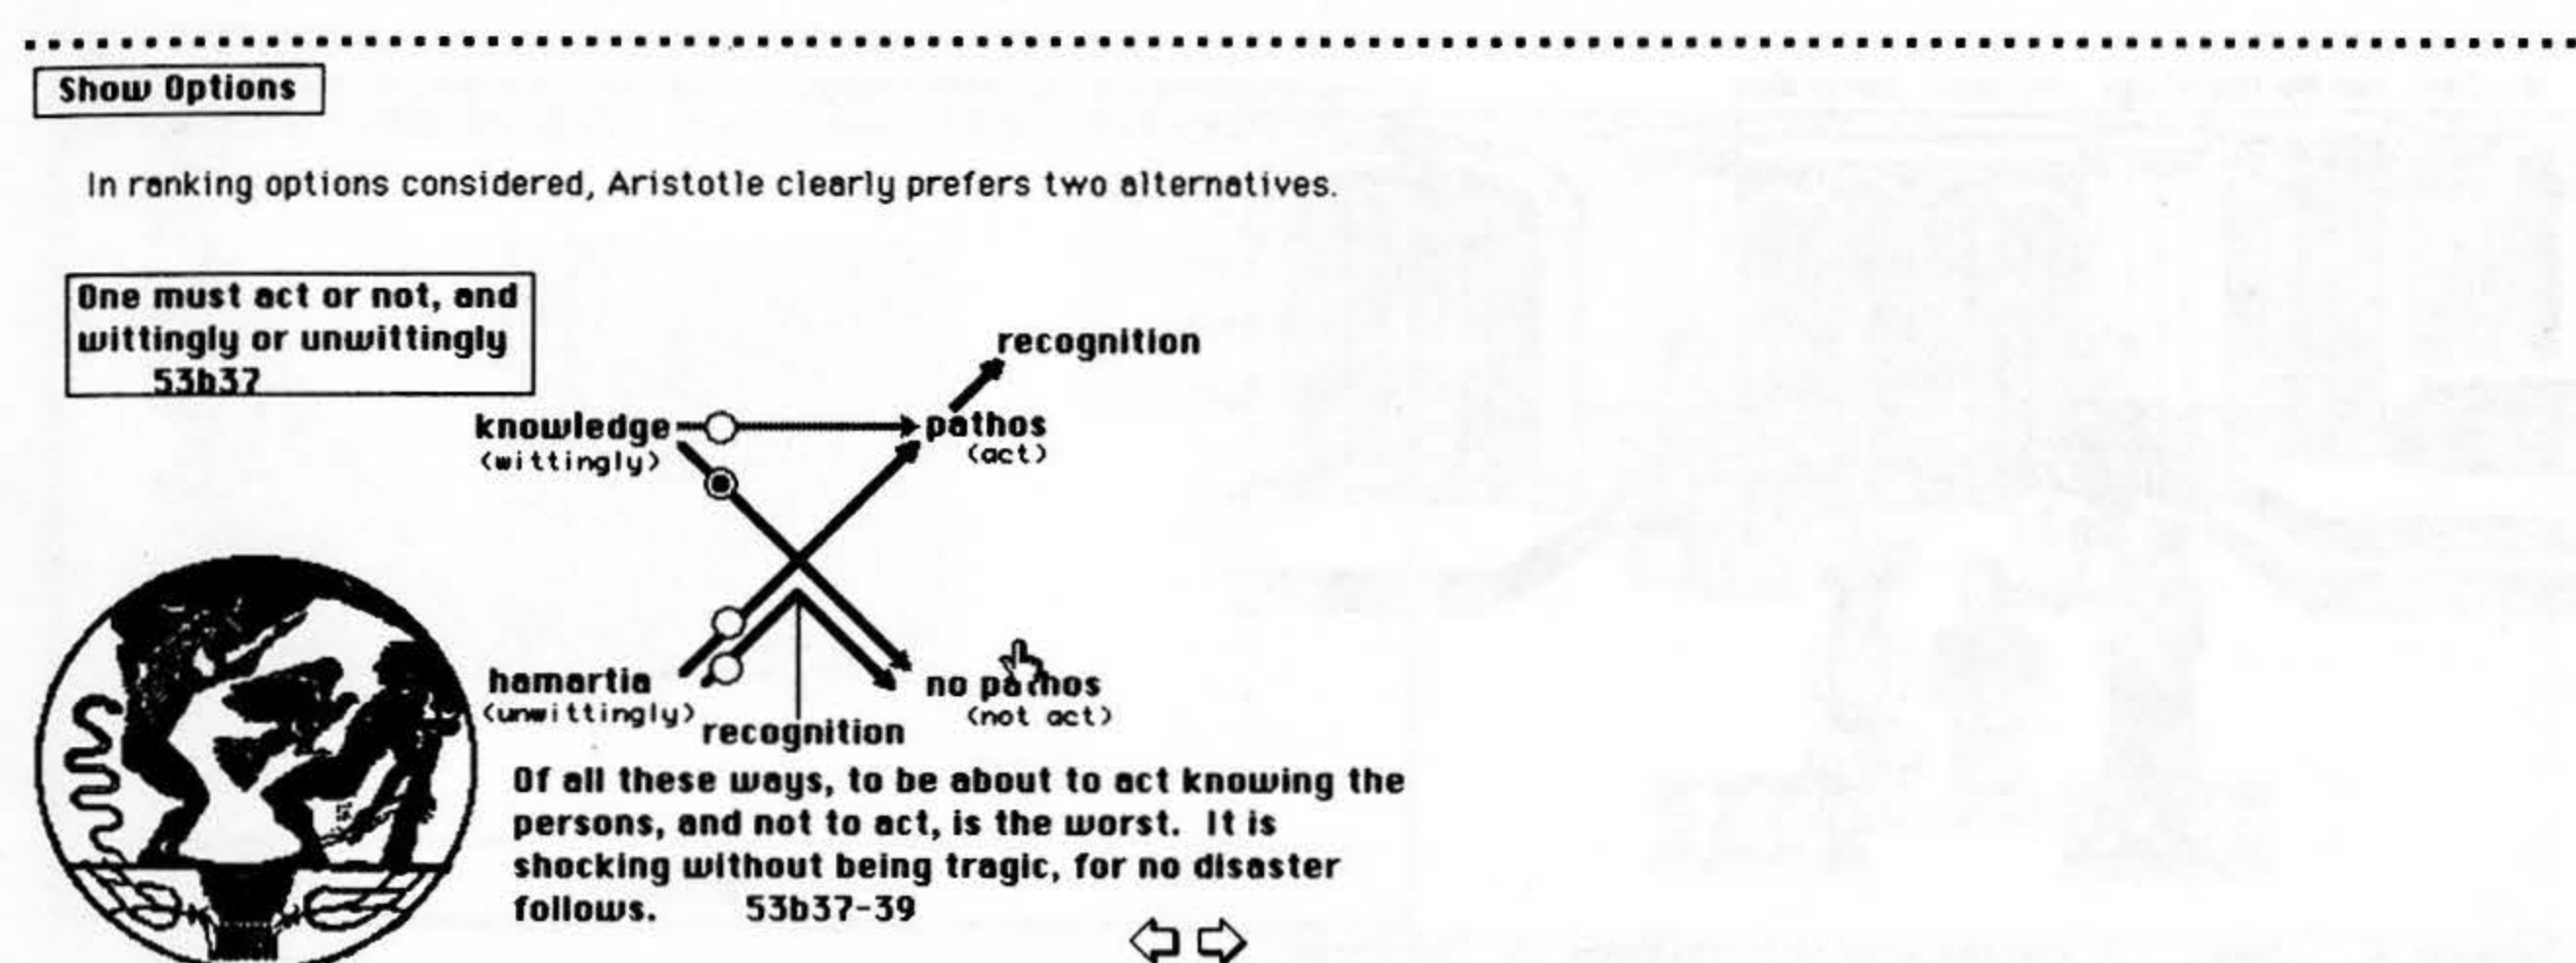 Show Options
In ranking options considered, Aristotle clearly prefers two alternatives.
One must act or not, and
wittingly or unwittingly
53b37
recognition
knowledge
(wittingly)
pathos
(act)
hamartia
(unwittingly)
recognition
no pathos
(not act)
Of all these ways, to be about to act knowing the
persons, and not to act, is the worst. It is
shocking without being tragic, for no disaster
follows. 53b37-39